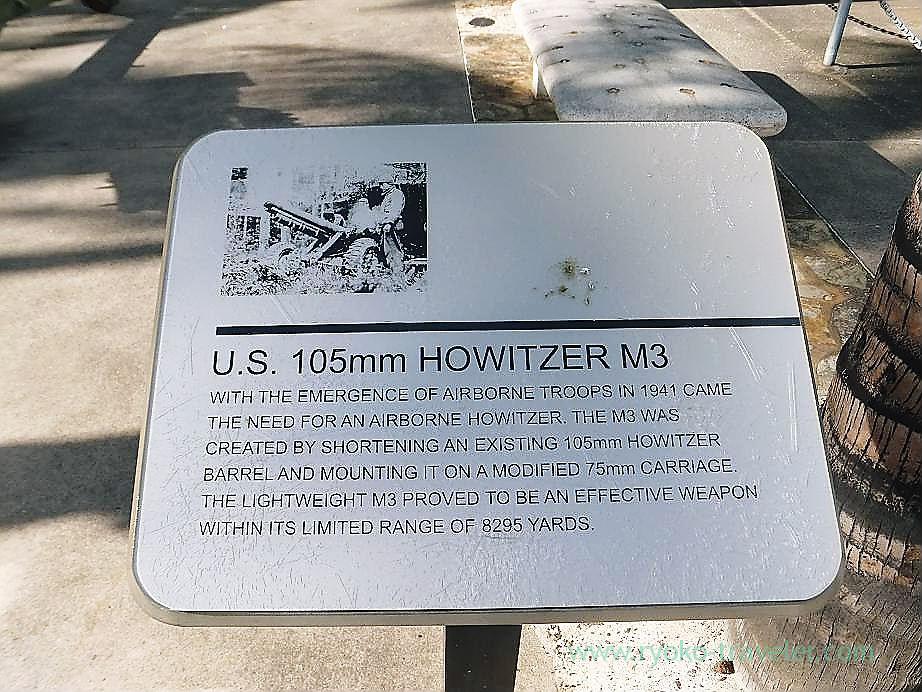 U.S. 105mm HOWITZER M3
WITH THE EMERGENCE OF AIRBORNE TROOPS IN 1941 CAME
THE NEED FOR AN AIRBORNE HOWITZER. THE M3 WAS
CREATED BY SHORTENING AN EXISTING 105mm HOWITZER
BARREL AND MOUNTING IT ON A MODIFIED 75mm CARRIAGE.
THE LIGHTWEIGHT M3 PROVED TO BE AN EFFECTIVE WEAPON
WITHIN ITS LIMITED RANGE OF 8295 YARDS.
www.ryoko-traveler.com